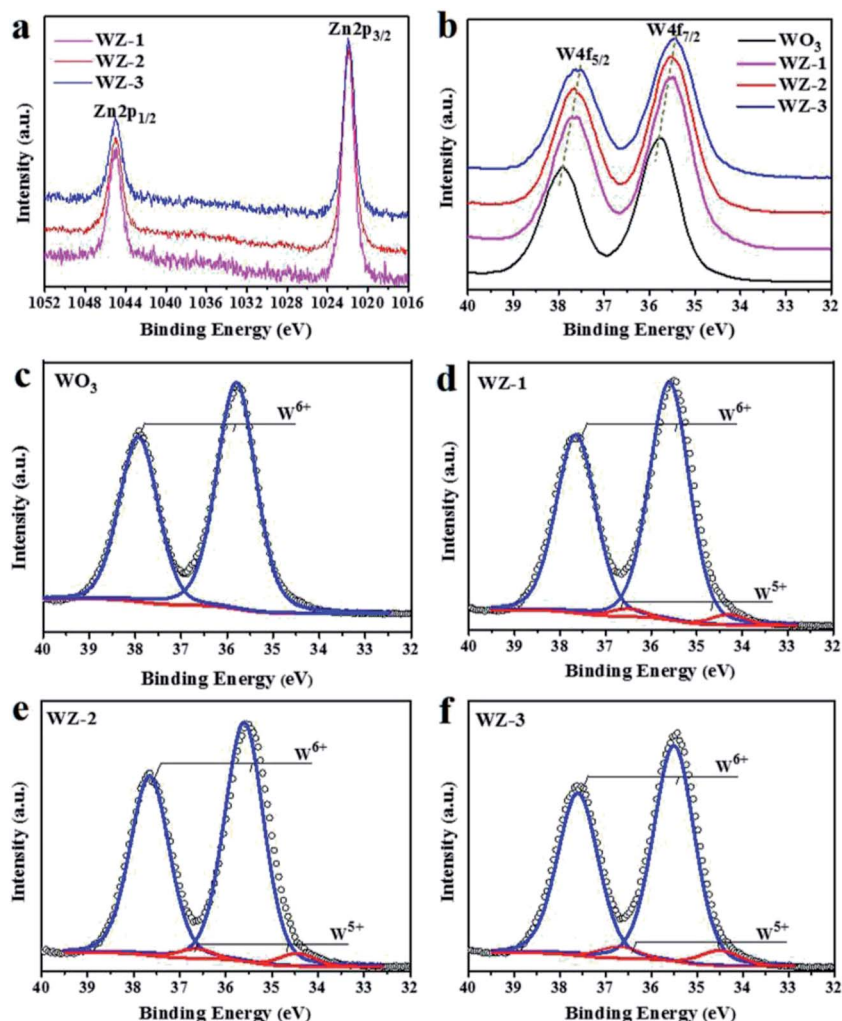 a
WZ-1
WZ-2
WZ-3
Zn2p1/2
Zn2p3/2
Intensity (a.u.)
1052 1048 1044 1040 1036 1032 1028 1024 1020 1016
Binding Energy (eV)
b
W4f5/2
W4f7/2
WO3
WZ-1
WZ-2
WZ-3
Intensity (a.u.)
40 39 38 37 36 35 34 33 32
Binding Energy (eV)
c
WO3
W6+
Intensity (a.u.)
40 39 38 37 36 35 34 33 32
Binding Energy (eV)
d
WZ-1
W6+
W5+
Intensity (a.u.)
40 39 38 37 36 35 34 33 32
Binding Energy (eV)
e
WZ-2
W6+
W5+
Intensity (a.u.)
40 39 38 37 36 35 34 33 32
Binding Energy (eV)
f
WZ-3
W6+
W5+
Intensity (a.u.)
40 39 38 37 36 35 34 33 32
Binding Energy (eV)